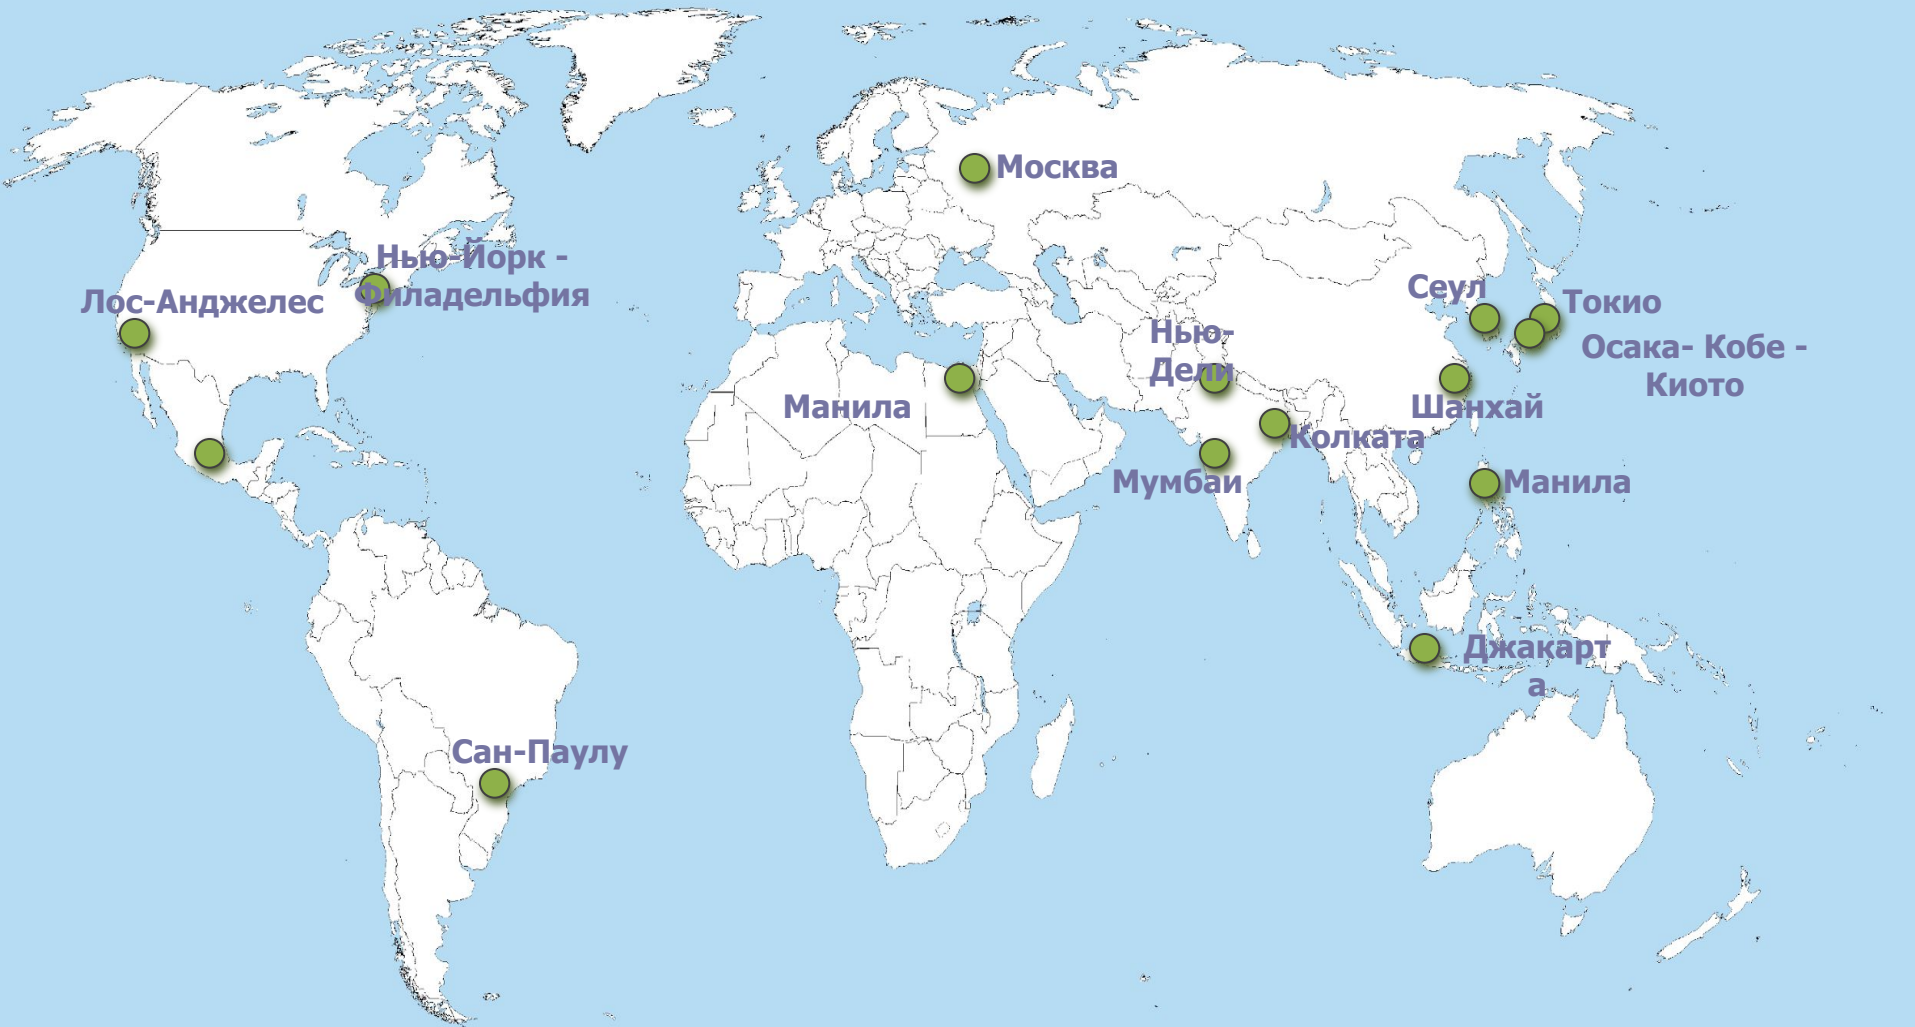 Москва
Нью-Йорк -
Филадельфия
Лос-Анджелес
Сеул
Токио
Осака- Кобе -
Киото
Нью-
Дели
Манила
Шанхай
Колката
Мумбаи
Манила
Джакарт
а
Сан-Паулу